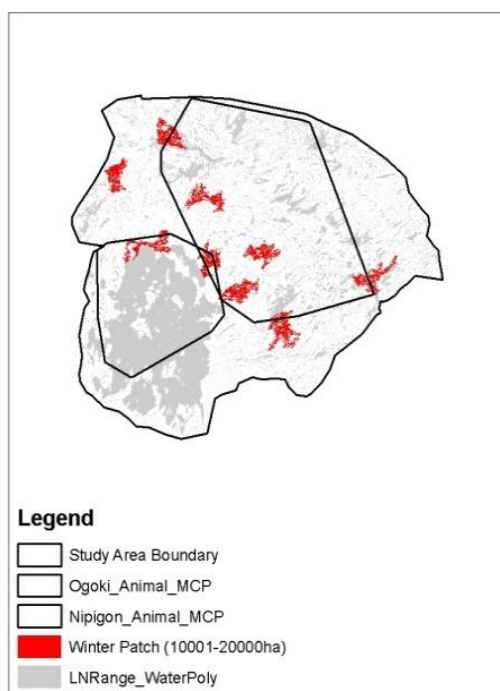 Legend
Study Area Boundary
Ogoki_Animal_MCP
Nipigon_Animal_MCP
Winter Patch (10001-20000ha)
LNRange_WaterPoly